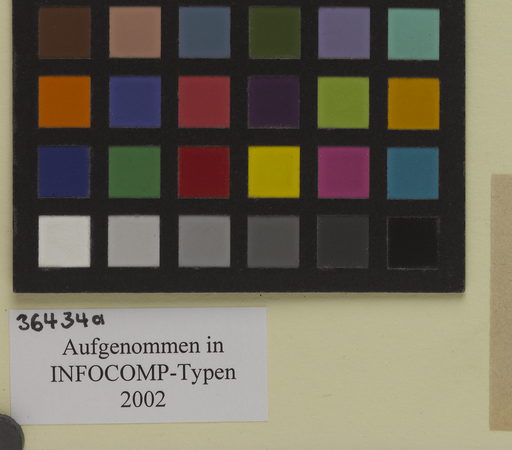 36434a
Aufgenommen in
INFOCOMP-Typen
2002